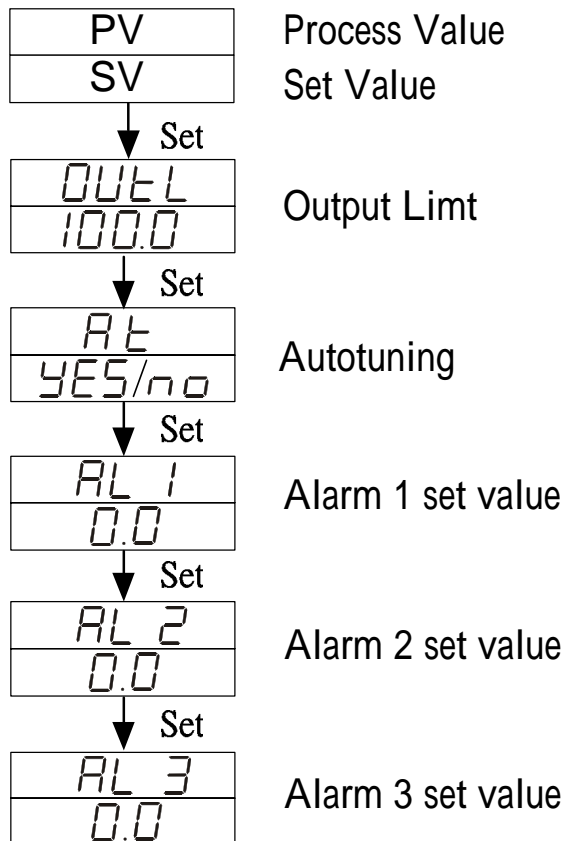 PV Process Value
SV Set Value
Set
OUtL
100.0
Output Limt
Set
At
YES/no
Autotuning
Set
AL 1
0.0
Alarm 1 set value
Set
AL 2
0.0
Alarm 2 set value
Set
AL 3
0.0
Alarm 3 set value